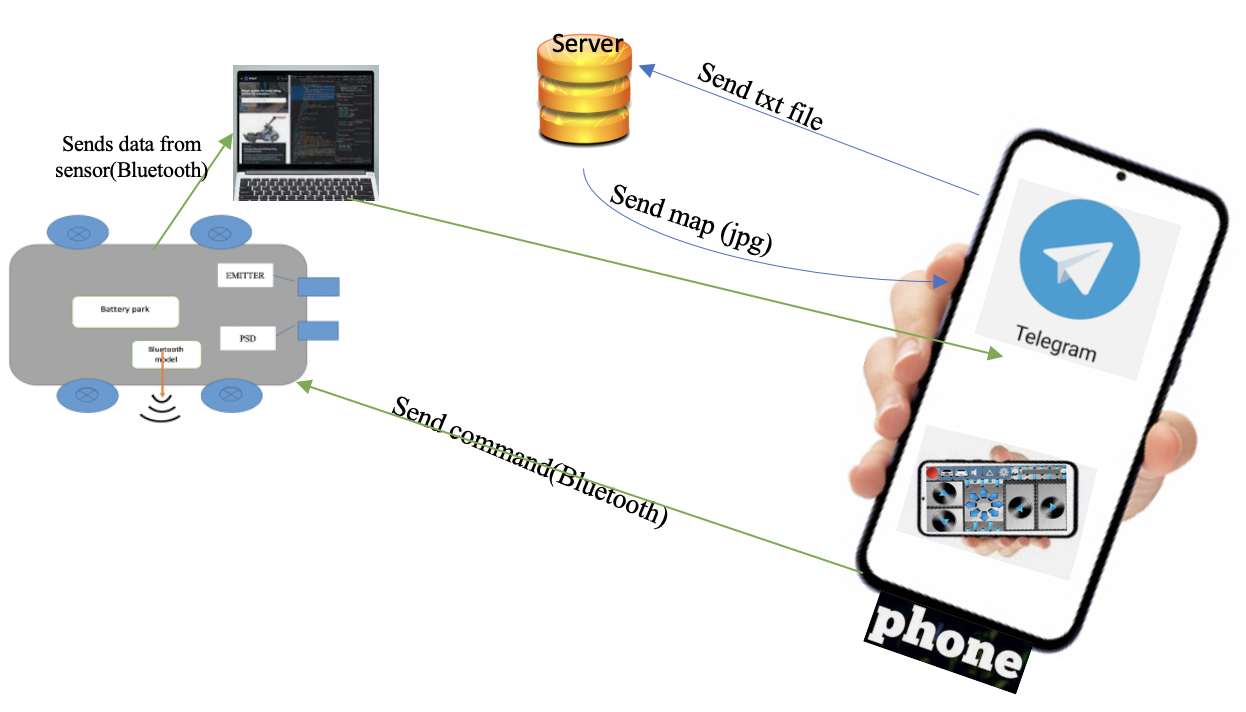 Server
Send txt file
Sends data from
sensor(Bluetooth)
Send map (jpg)
EMITTER
Battery park
PSD
Bluetooth
model
Telegram
Send command(Bluetooth)
phone